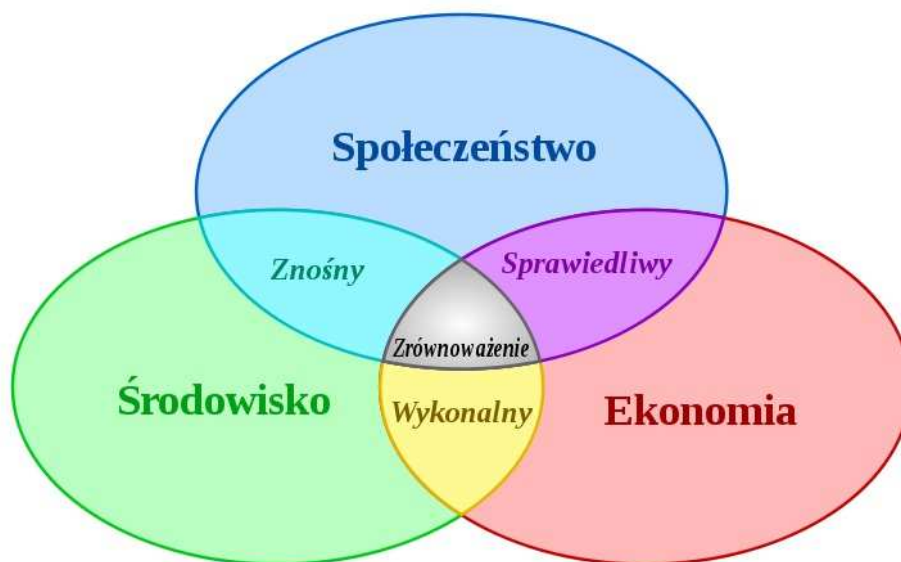 Społeczeństwo
Znośny
Sprawiedliwy
Zrównoważenie
Środowisko
Wykonalny
Ekonomia